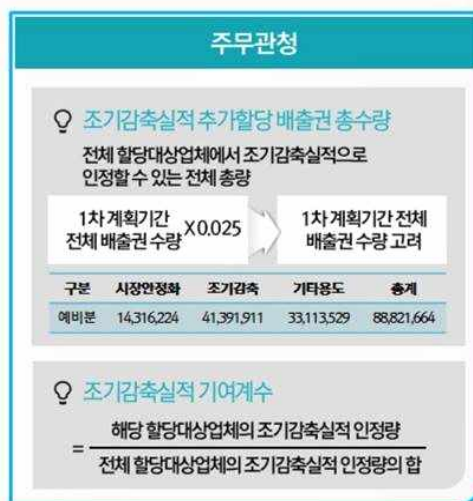 주무관청
조기감축실적 추가할당 배출권 총수량
전체 할당대상업체에서 조기감축실적으로
인정할 수 있는 전체 총량
1차 계획기간
전체 배출권 수량
X0.025
1차 계획기간 전체
배출권 수량 고려
구분 시장안정화 조기감축 기타용도 총계
예비분 14,316,224 41,391,911 33,113,529 88,821,664
조기감축실적 기여계수
= 해당 할당대상업체의 조기감축실적 인정량
전체 할당대상업체의 조기감축실적 인정량의 합